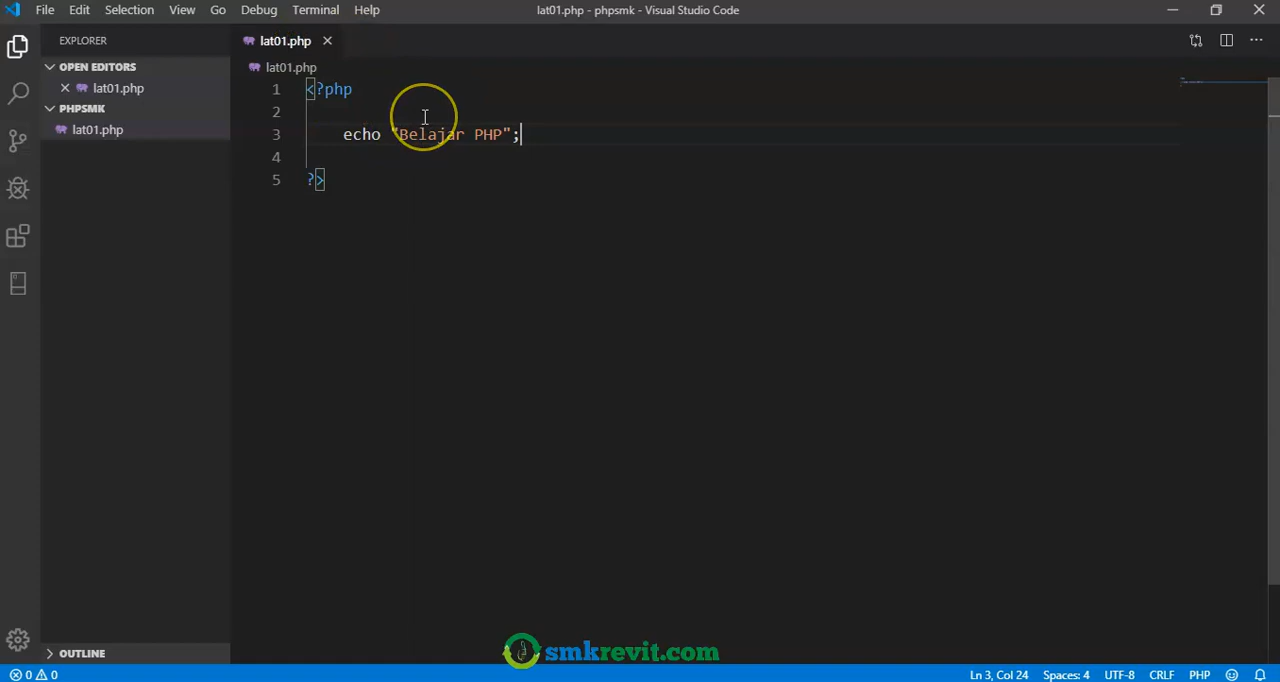 File Edit Selection View Go Debug Terminal Help lat01.php - phpsmk - Visual Studio Code
EXPLORER
OPEN EDITORS
lat01.php
PHPSMK
lat01.php
OUTLINE
lat01.php
lat01.php
1 <?php
2
3 echo "Belajar PHP";
4
5 ?>
smkrevit.com
0 0 Ln 3, Col 24 Spaces: 4 UTF-8 CRLF PHP